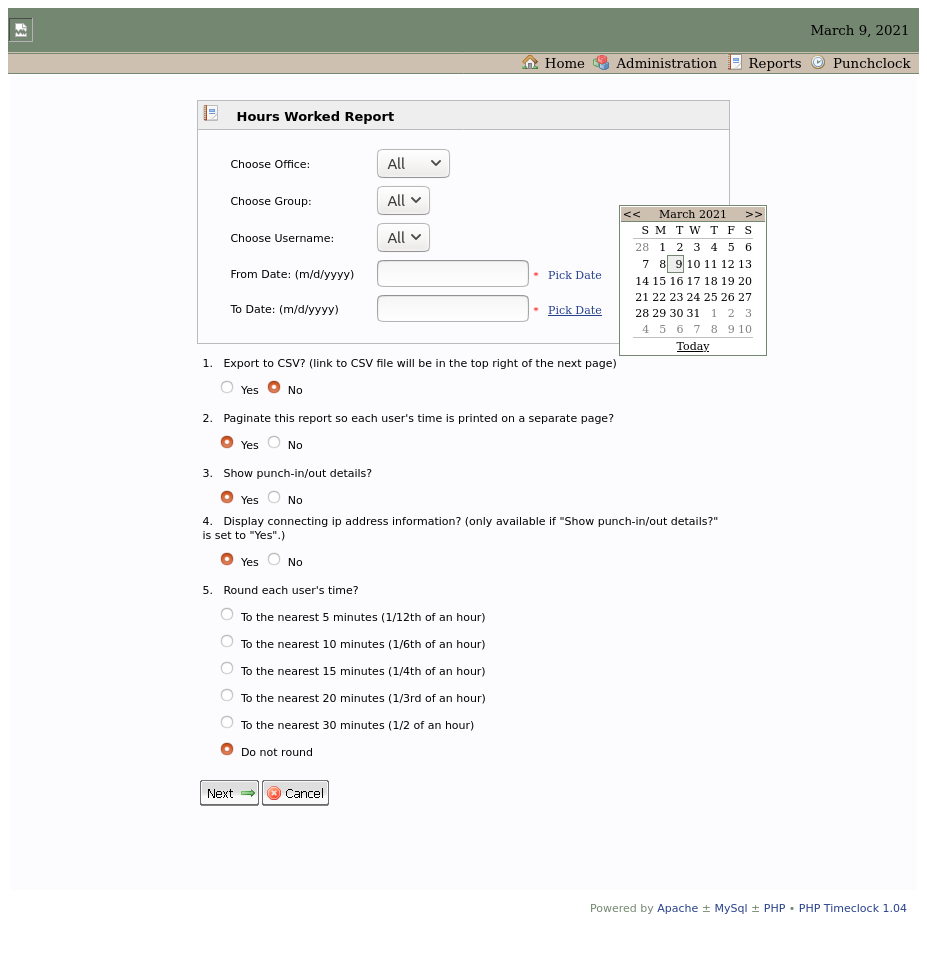 March 9, 2021
Home Administration Reports Punchclock
Hours Worked Report
Choose Office: All
Choose Group: All
Choose Username: All
From Date: (m/d/yyyy) * Pick Date
To Date: (m/d/yyyy) * Pick Date
<< March 2021 >>
S M T W T F S
28 1 2 3 4 5 6
7 8 9 10 11 12 13
14 15 16 17 18 19 20
21 22 23 24 25 26 27
28 29 30 31 1 2 3
4 5 6 7 8 9 10
Today
1. Export to CSV? (link to CSV file will be in the top right of the next page)
Yes No
2. Paginate this report so each user's time is printed on a separate page?
Yes No
3. Show punch-in/out details?
Yes No
4. Display connecting ip address information? (only available if "Show punch-in/out details?"
is set to "Yes".)
Yes No
5. Round each user's time?
To the nearest 5 minutes (1/12th of an hour)
To the nearest 10 minutes (1/6th of an hour)
To the nearest 15 minutes (1/4th of an hour)
To the nearest 20 minutes (1/3rd of an hour)
To the nearest 30 minutes (1/2 of an hour)
Do not round
Next Cancel
Powered by Apache ± MySql ± PHP • PHP Timeclock 1.04